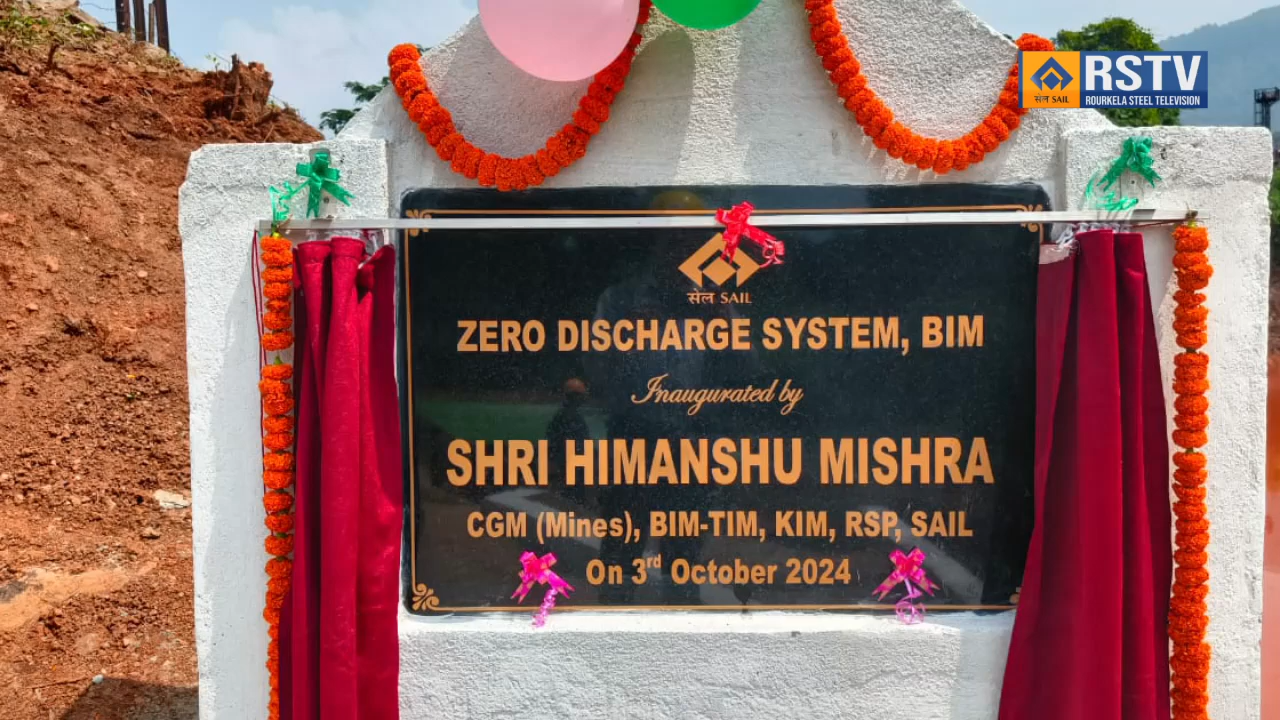 सेल SAIL
RSTV
ROURKELA STEEL TELEVISION
सेल SAIL
ZERO DISCHARGE SYSTEM, BIM
Inaugurated by
SHRI HIMANSHU MISHRA
CGM (Mines), BIM-TIM, KIM, RSP, SAIL
On 3rd October 2024